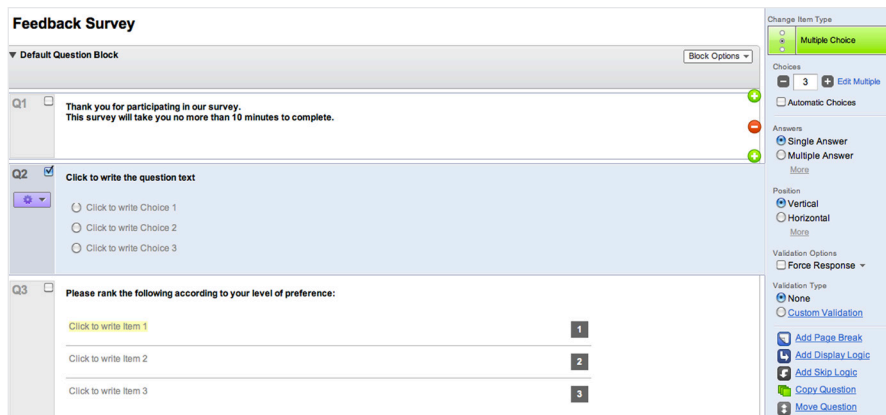 Feedback Survey
Default Question Block
Block Options
Q1
Thank you for participating in our survey.
This survey will take you no more than 10 minutes to complete.
Q2
Click to write the question text
Click to write Choice 1
Click to write Choice 2
Click to write Choice 3
Q3
Please rank the following according to your level of preference:
Click to write Item 1
1
Click to write Item 2
2
Click to write Item 3
3
Change Item Type
Multiple Choice
Choices
3 Edit Multiple
Automatic Choices
Answers
Single Answer
Multiple Answer
More
Position
Vertical
Horizontal
More
Validation Options
Force Response
Validation Type
None
Custom Validation
Add Page Break
Add Display Logic
Add Skip Logic
Copy Question
Move Question